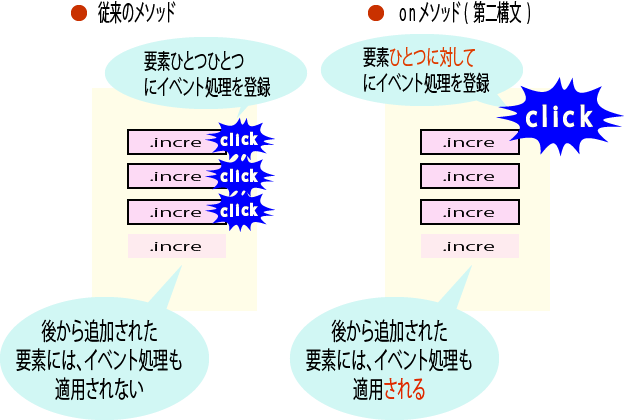 従来のメソッド
要素ひとつひとつ
にイベント処理を登録
.incre
click
.incre
click
.incre
click
.incre
後から追加された
要素には、イベント処理も
適用されない
onメソッド(第二構文)
要素ひとつに対して
にイベント処理を登録
click
.incre
.incre
.incre
.incre
後から追加された
要素には、イベント処理も
適用される